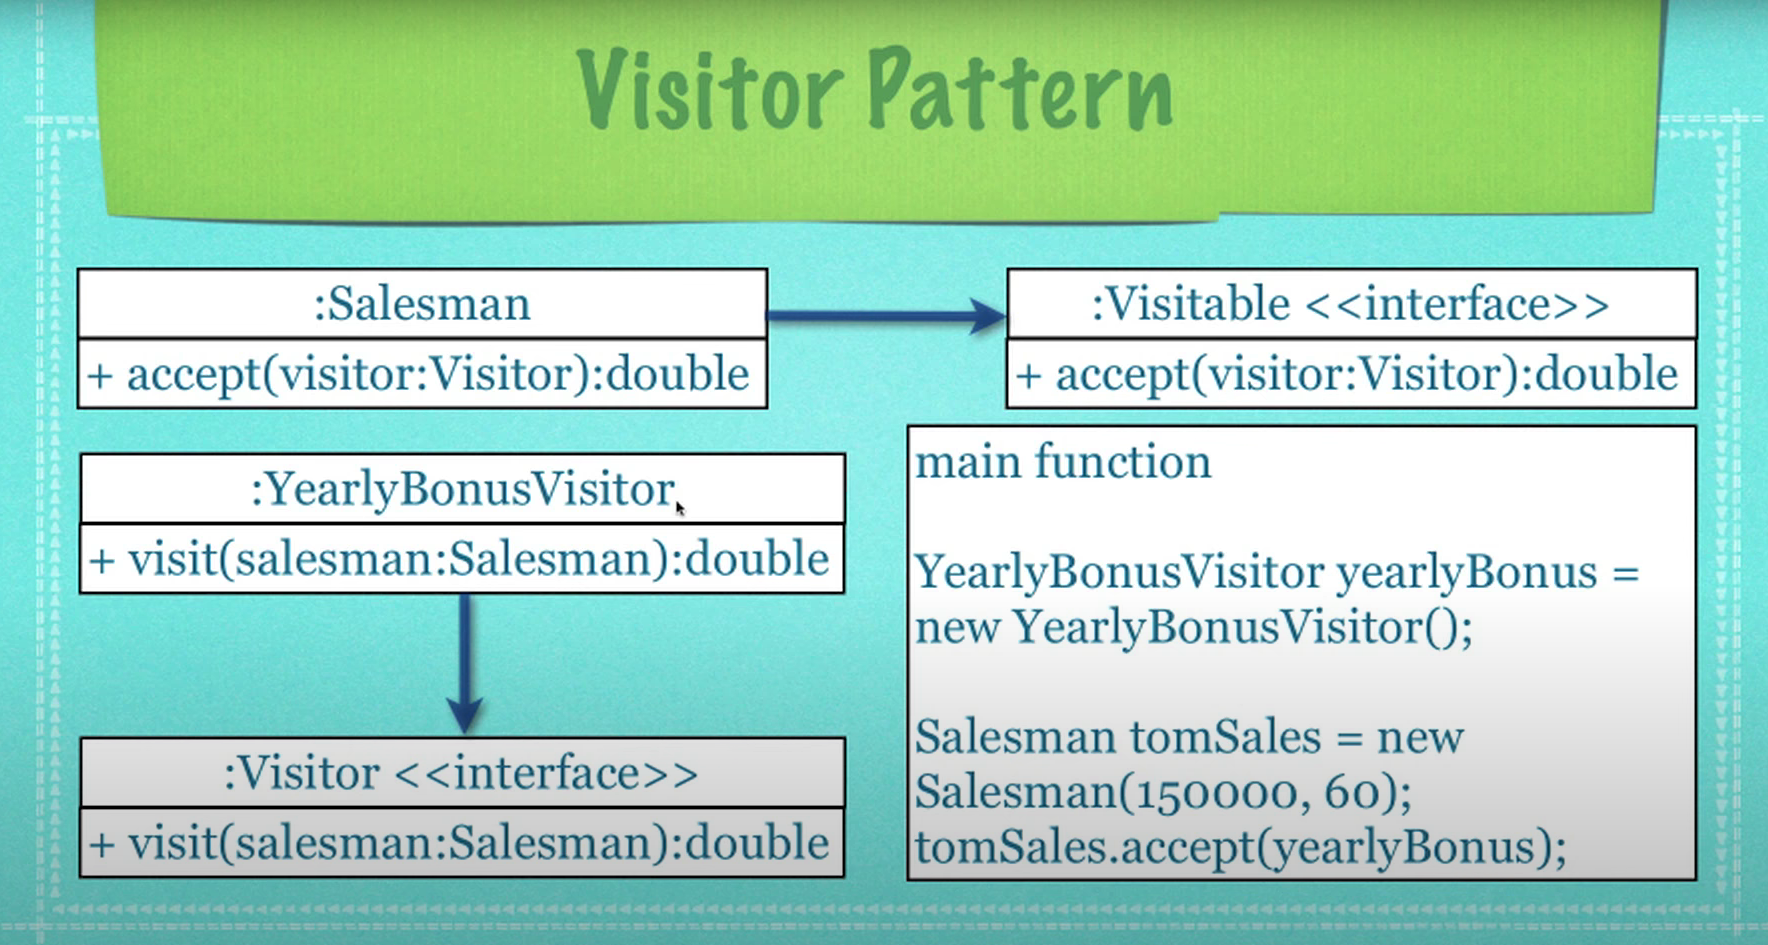 Visitor Pattern
:Salesman
+ accept(visitor:Visitor):double
:Visitable <<interface>>
+ accept(visitor:Visitor):double
:YearlyBonusVisitor
+ visit(salesman:Salesman):double
:Visitor <<interface>>
+ visit(salesman:Salesman):double
main function
YearlyBonusVisitor yearlyBonus =
new YearlyBonusVisitor();
Salesman tomSales = new
Salesman(150000, 60);
tomSales.accept(yearlyBonus);